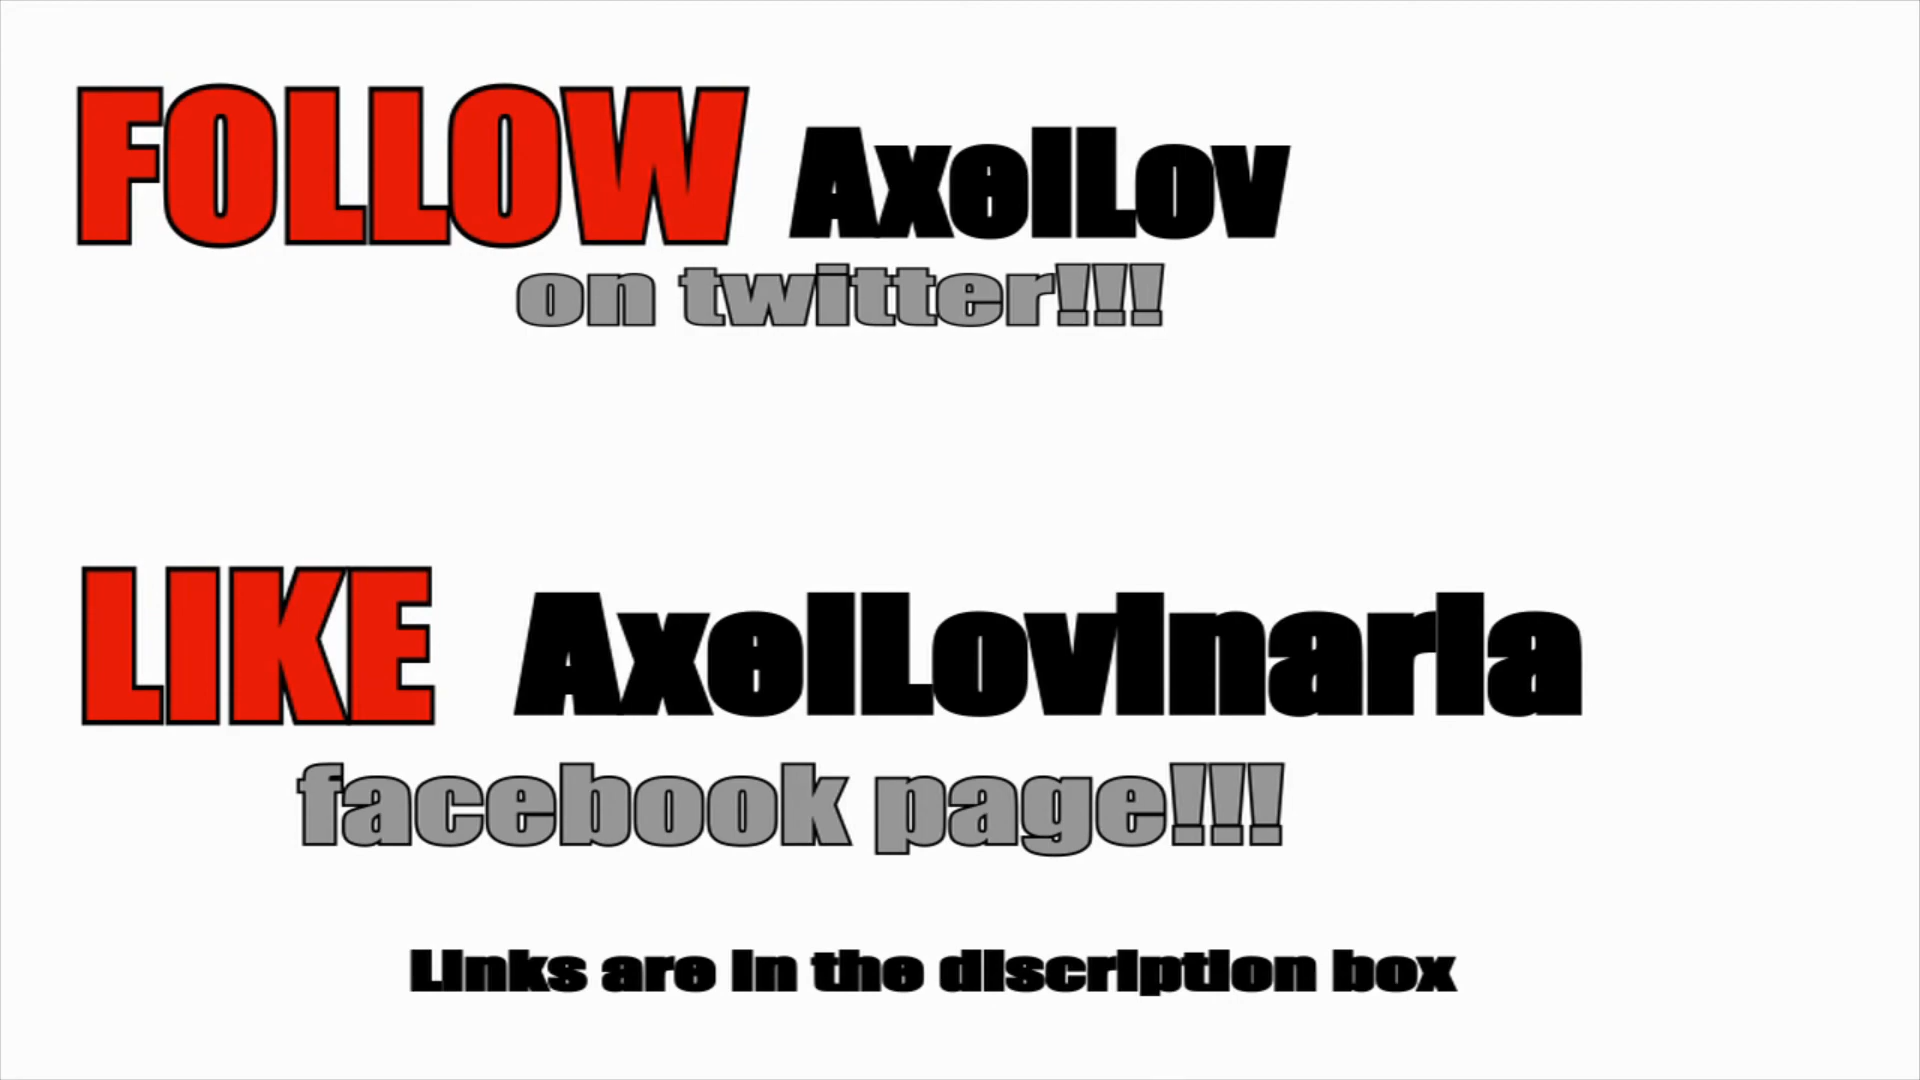 FOLLOW AxelLov
on twitter!!!
LIKE AxelLovinaria
facebook page!!!
Links are in the discription box